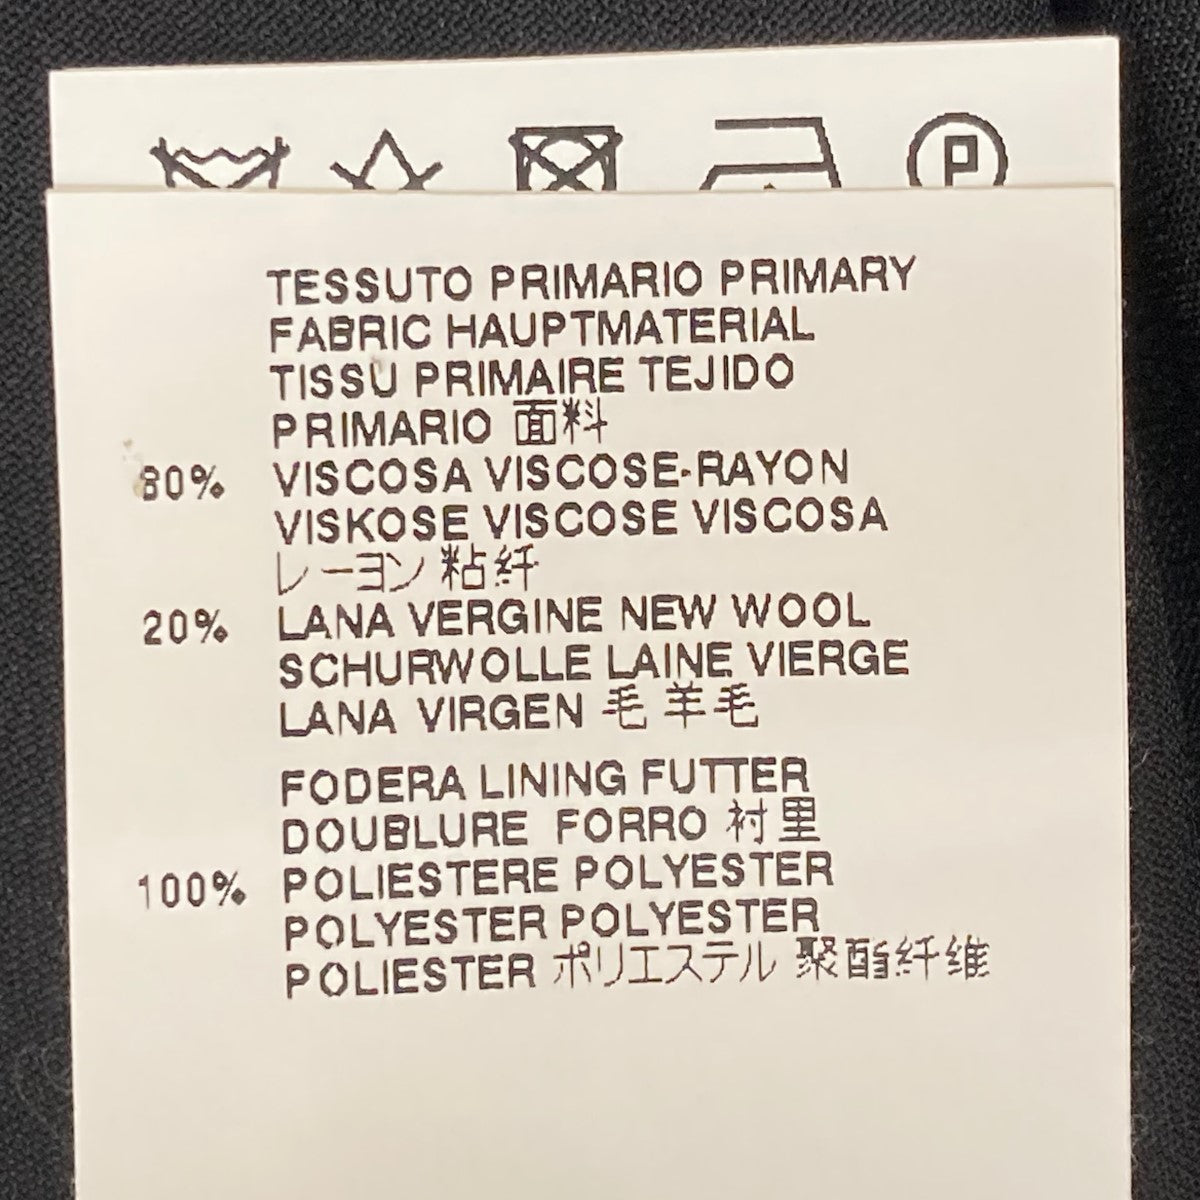 P
TESSUTO PRIMARIO PRIMARY
FABRIC HAUPTMATERIAL
TISSU PRIMAIRE TEJIDO
PRIMARIO 面料
80% VISCOSA VISCOSE-RAYON
VISKOSE VISCOSE VISCOSA
レーヨン 粘纤
20% LANA VERGINE NEW WOOL
SCHURWOLLE LAINE VIERGE
LANA VIRGEN 毛 羊毛
FODERA LINING FUTTER
DOUBLURE FORRO 衬里
100% POLIESTERE POLYESTER
POLYESTER POLYESTER
POLIESTER ポリエステル 聚酯纤维